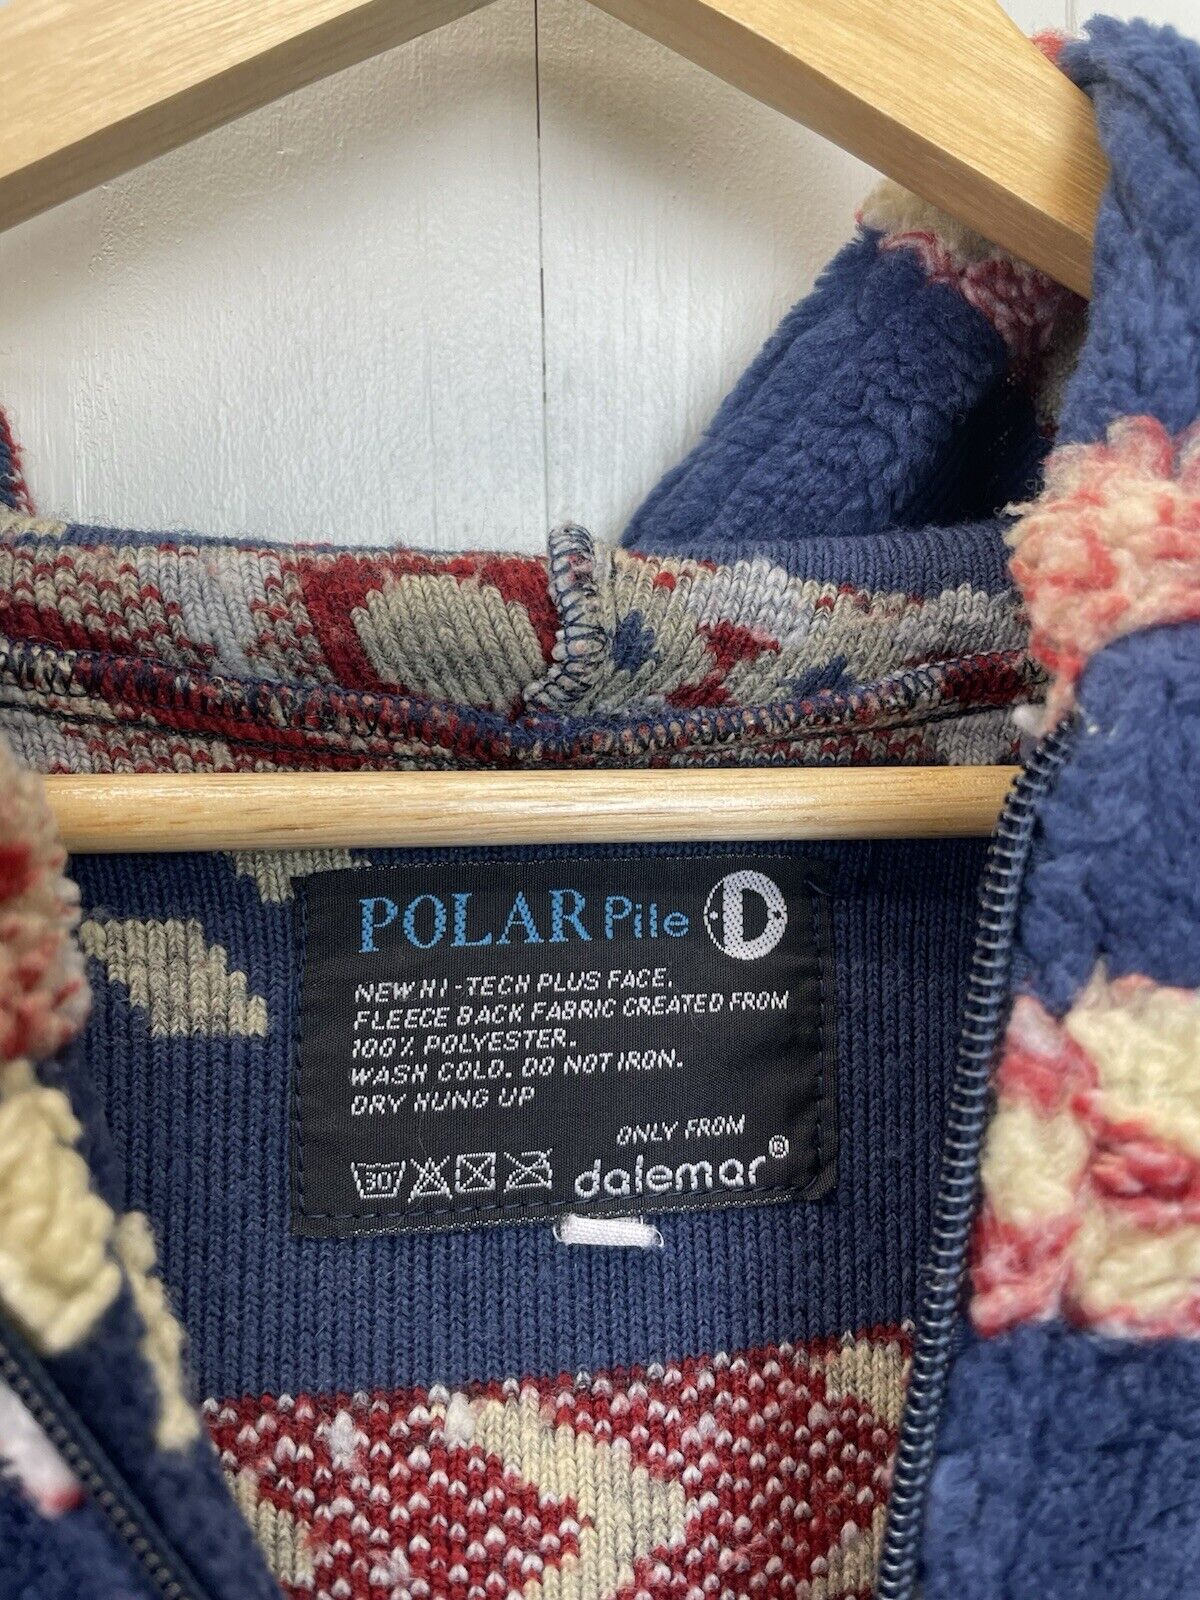 POLAR Pile D
NEW HI-TECH PLUS FACE.
FLEECE BACK FABRIC CREATED FROM
100% POLYESTER.
WASH COLD. DO NOT IRON.
DRY HUNG UP
ONLY FROM
30 dalemar®